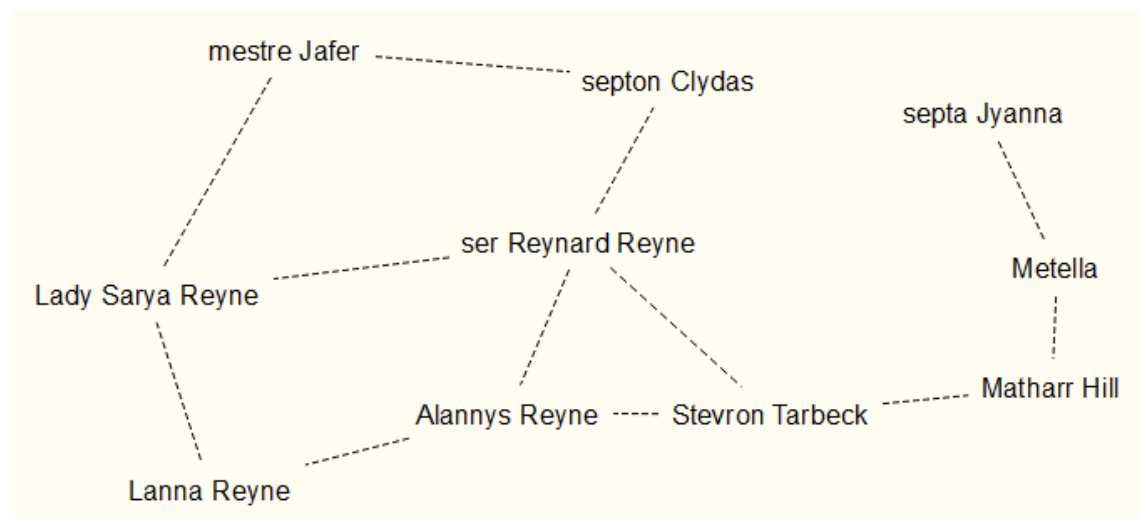 mestre Jafer
septon Clydas
septa Jyanna
ser Reynard Reyne
Metella
Lady Sarya Reyne
Matharr Hill
Alannys Reyne
Stevron Tarbeck
Lanna Reyne